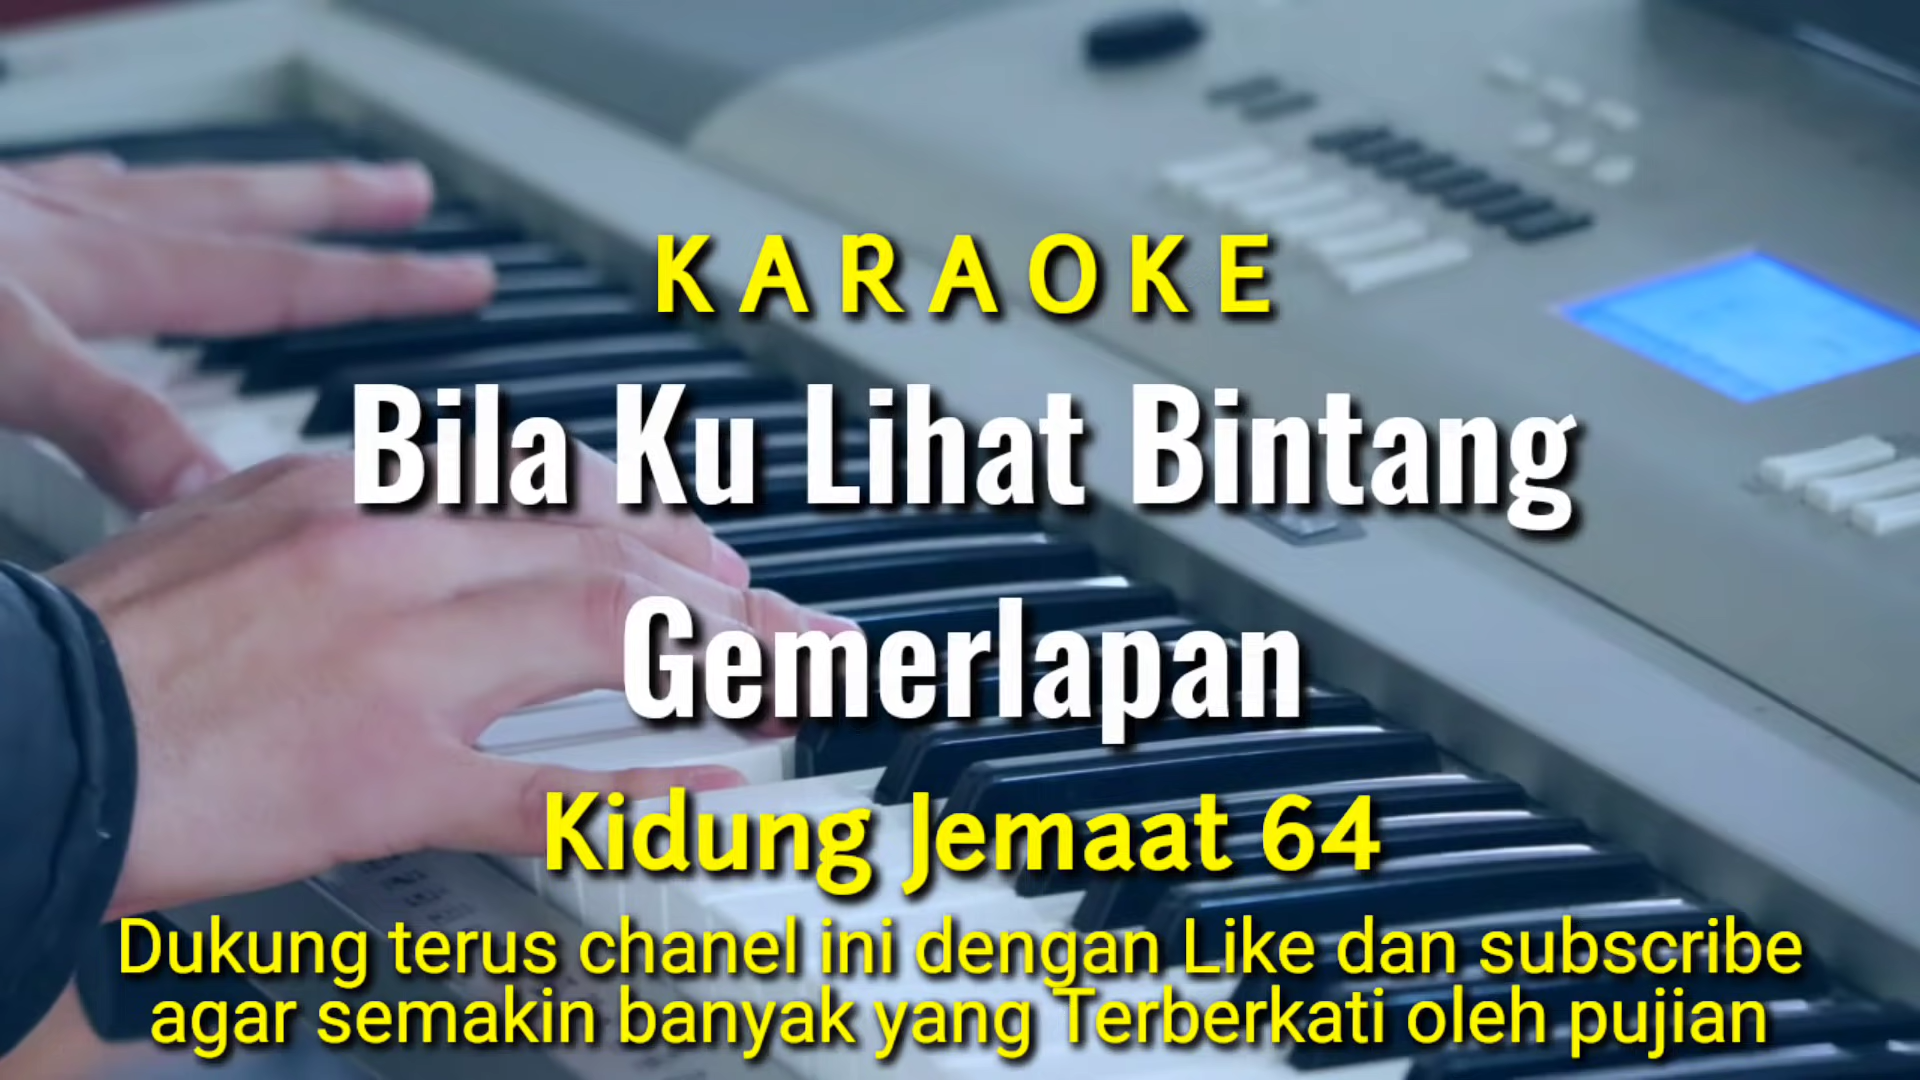 KARAOKE
Bila Ku Lihat Bintang
Gemerlapan
Kidung Jemaat 64
Dukung terus chanel ini dengan Like dan subscribe
agar semakin banyak yang Terberkati oleh pujian